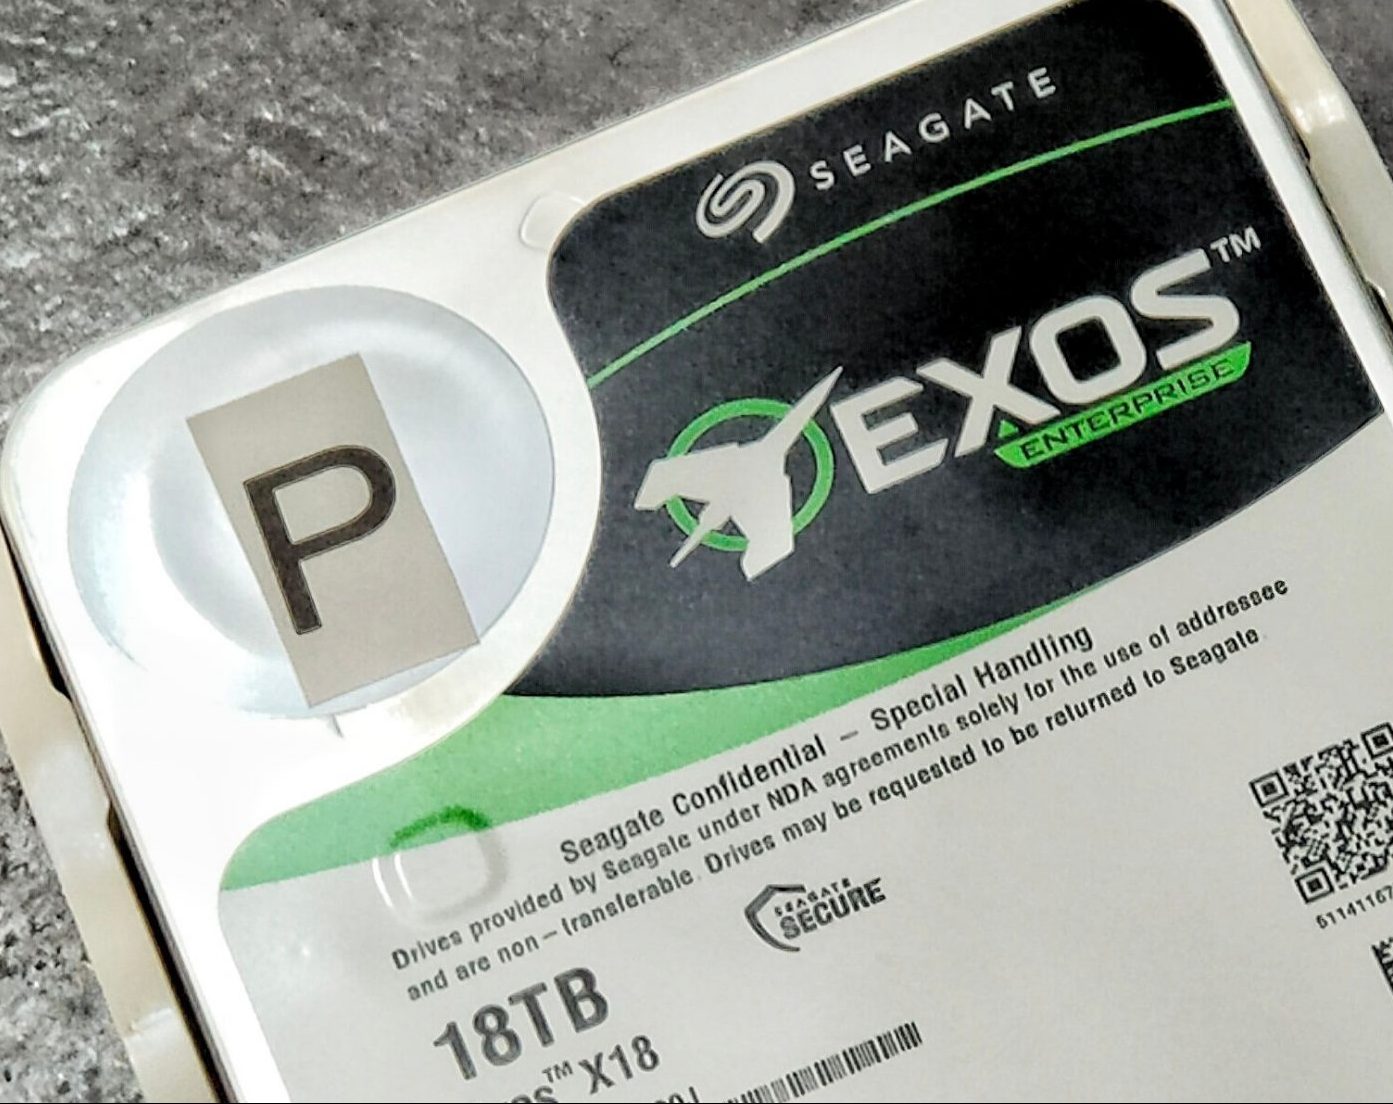 SEAGATE
EXOS™
ENTERPRISE
P
Seagate Confidential – Special Handling
Drives provided by Seagate under NDA agreements solely for the use of addressee
and are non–transferable. Drives may be requested to be returned to Seagate
SEAGATE
SECURE
18TB
™ X18